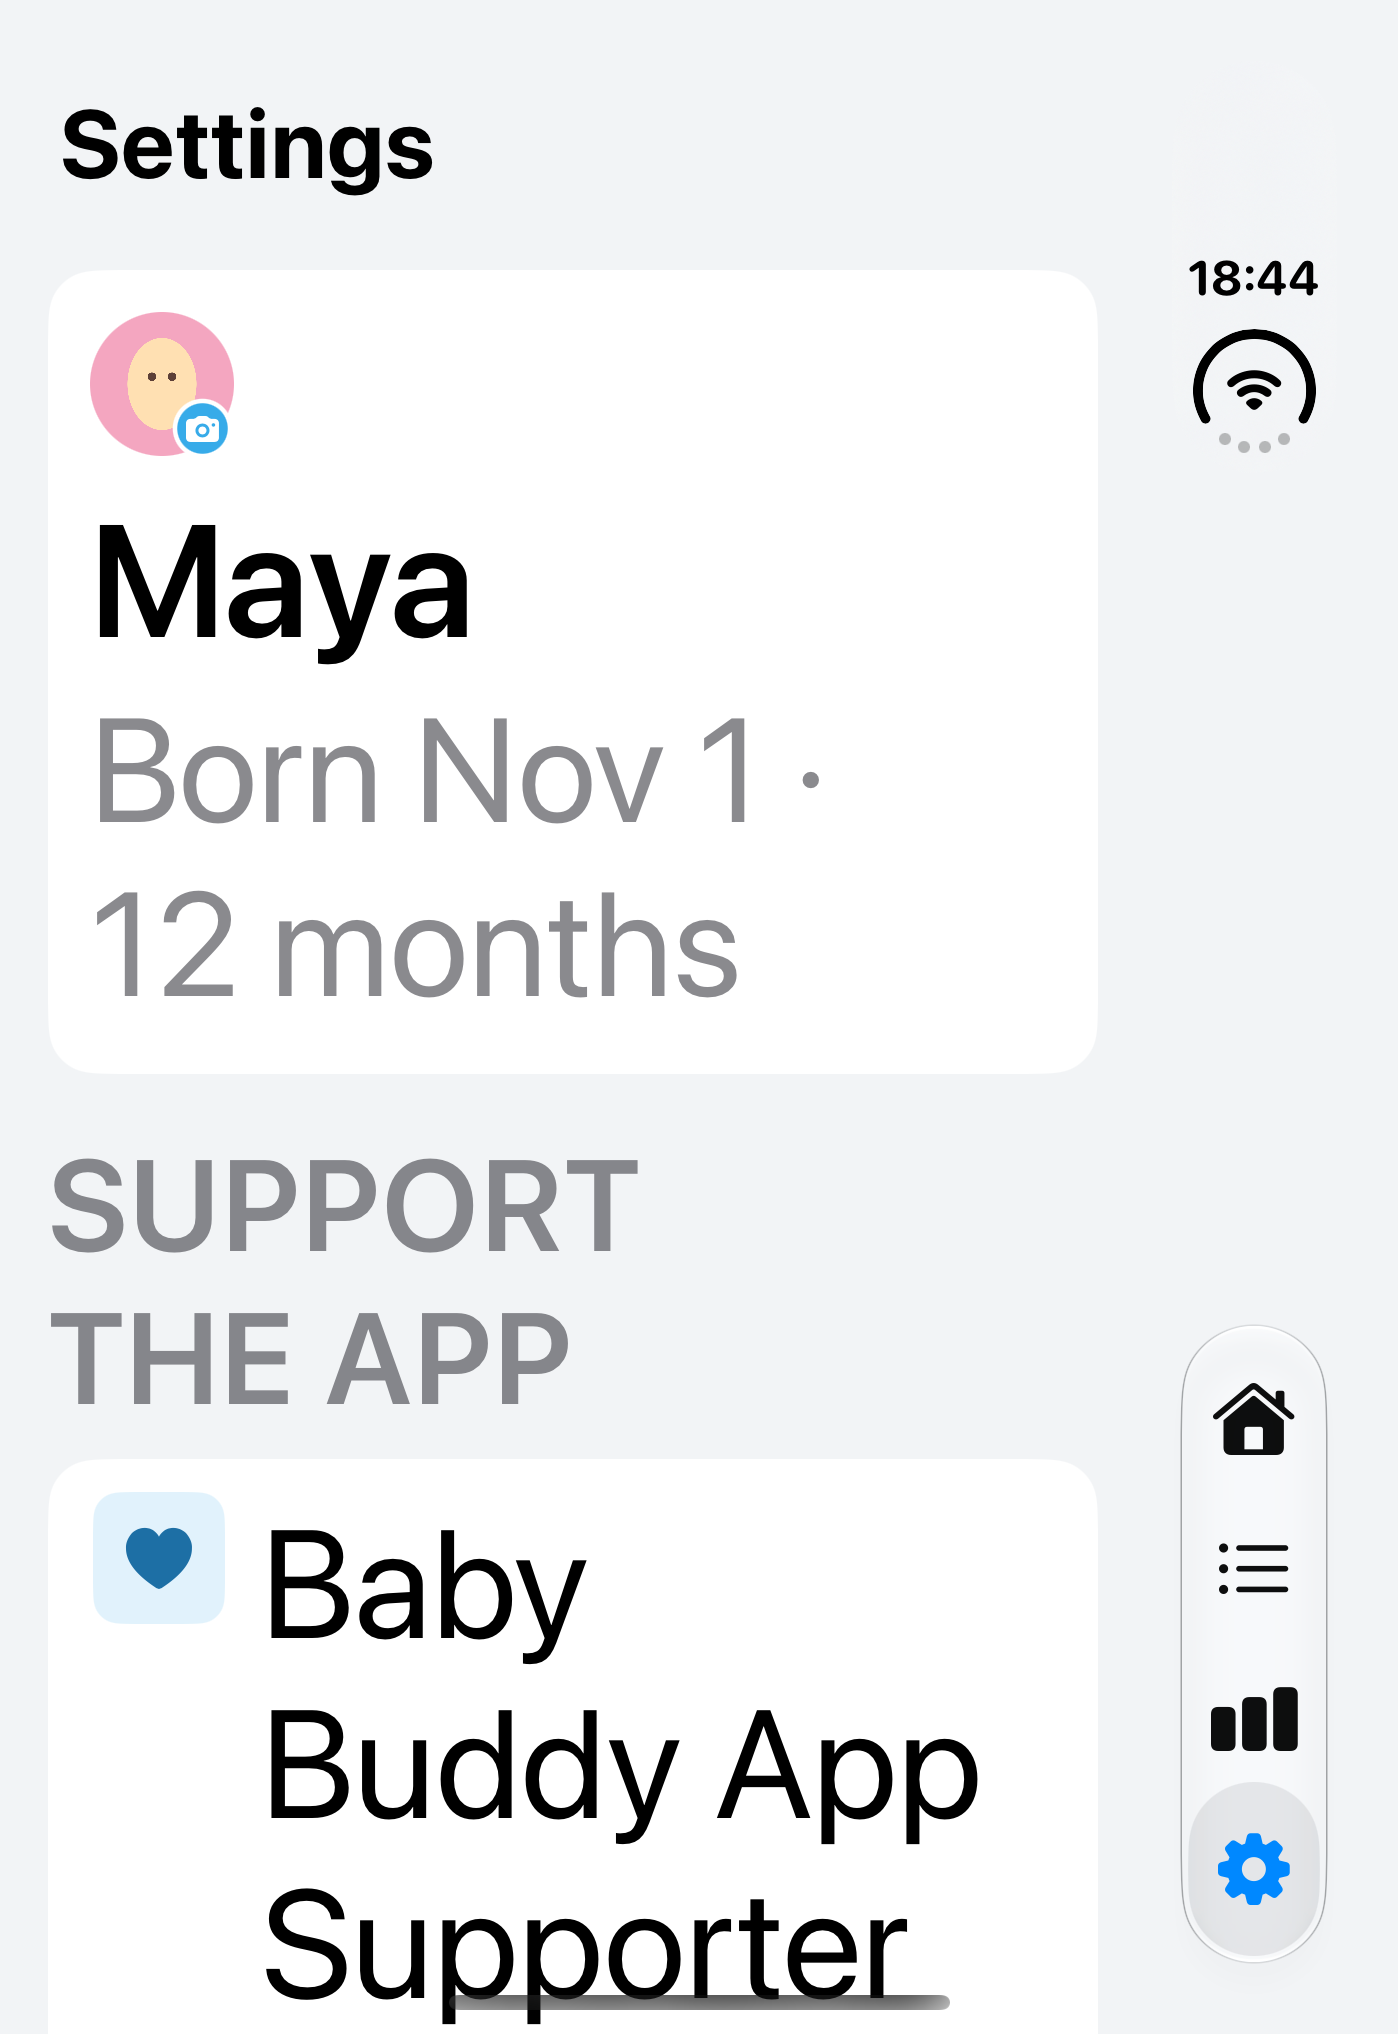 Settings
18:44
Maya
Born Nov 1 ·
12 months
SUPPORT
THE APP
Baby
Buddy App
Supporter